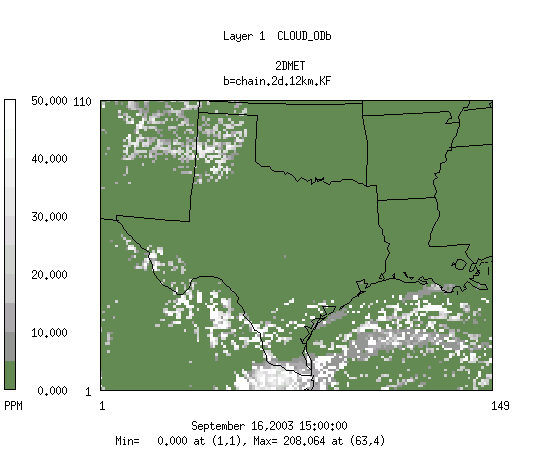 Layer 1  CLOUD_ODb
2DMET
b=chain.2d.12km.KF
50.000
40.000
30.000
20.000
10.000
0.000
PPM
110
1
1
149
September 16,2003 15:00:00
Min=   0.000 at (1,1), Max= 208.064 at (63,4)